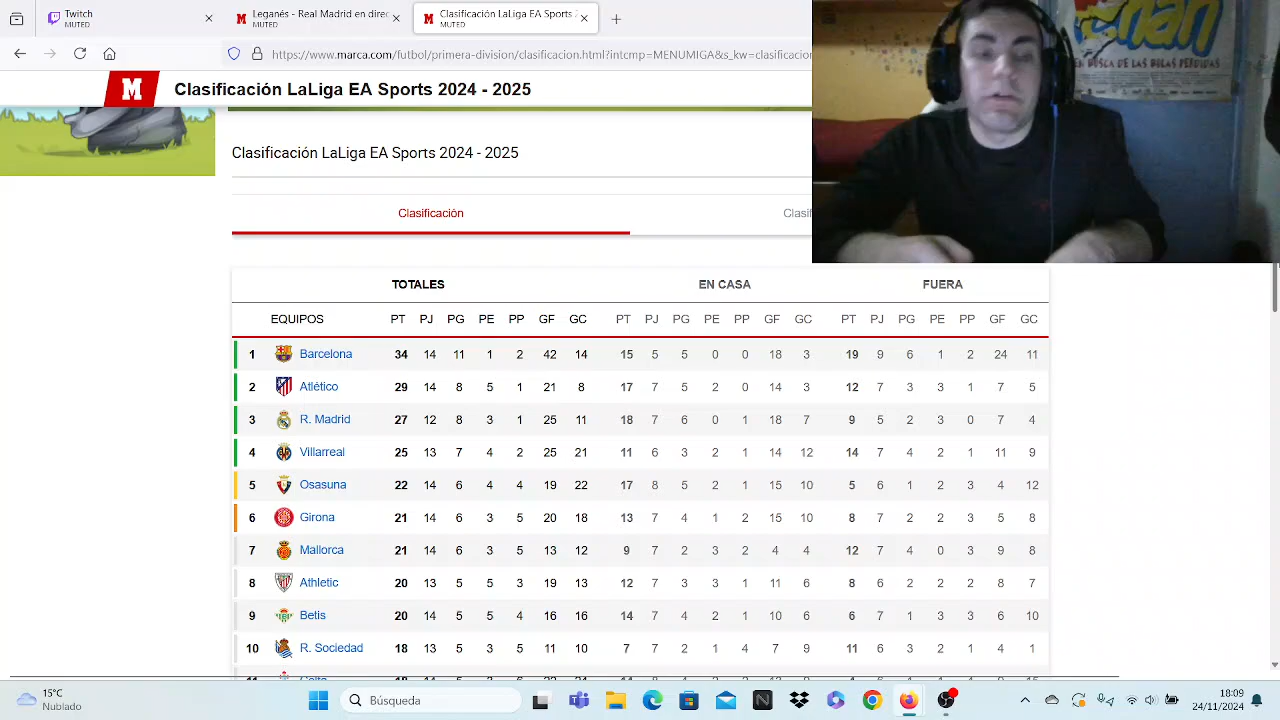 Twitch
MUTED
Leganés - Real Madrid en direc
MUTED
Clasificación LaLiga EA Sports 2
MUTED
https://www.marca.com/futbol/primera-division/clasificacion.html?intcmp=MENUMIGA&s_kw=clasificacion
M Clasificación LaLiga EA Sports 2024 - 2025
EN BUSCA DE LAS BOLAS PERDIDAS
Clasificación LaLiga EA Sports 2024 - 2025
Clasificación Clasif
TOTALES EN CASA FUERA
EQUIPOS PT PJ PG PE PP GF GC PT PJ PG PE PP GF GC PT PJ PG PE PP GF GC
1 Barcelona 34 14 11 1 2 42 14 15 5 5 0 0 18 3 19 9 6 1 2 24 11
2 Atlético 29 14 8 5 1 21 8 17 7 5 2 0 14 3 12 7 3 3 1 7 5
3 R. Madrid 27 12 8 3 1 25 11 18 7 6 0 1 18 7 9 5 2 3 0 7 4
4 Villarreal 25 13 7 4 2 25 21 11 6 3 2 1 14 12 14 7 4 2 1 11 9
5 Osasuna 22 14 6 4 4 19 22 17 8 5 2 1 15 10 5 6 1 2 3 4 12
6 Girona 21 14 6 3 5 20 18 13 7 4 1 2 15 10 8 7 2 2 3 5 8
7 Mallorca 21 14 6 3 5 13 12 9 7 2 3 2 4 4 12 7 4 0 3 9 8
8 Athletic 20 13 5 5 3 19 13 12 7 3 3 1 11 6 8 6 2 2 2 8 7
9 Betis 20 14 5 5 4 16 16 14 7 4 2 1 10 6 6 7 1 3 3 6 10
10 R. Sociedad 18 13 5 3 5 11 10 7 7 2 1 4 7 9 11 6 3 2 1 4 1
15°C
Nublado
Búsqueda
18:09
24/11/2024